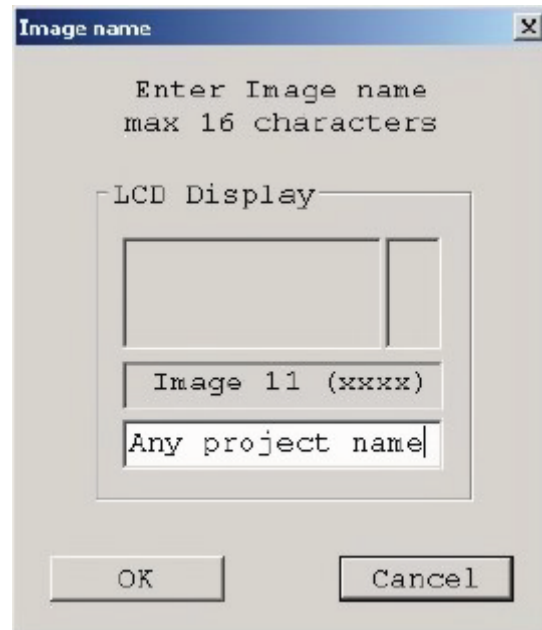 Image name
Enter Image name
max 16 characters
LCD Display
Image 11 (xxxx)
Any project name
OK
Cancel